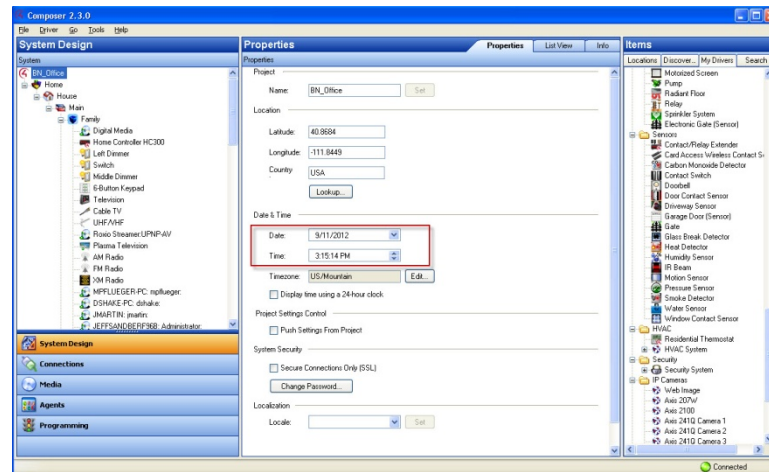 Composer 2.3.0
File Driver Go Tools Help
System Design
System
BN_Office
Home
House
Main
Family
Digital Media
Home Controller HC300
Left Dimmer
Switch
Middle Dimmer
6-Button Keypad
Television
Cable TV
UHF/VHF
Roxio Streamer:UPNP-AV
Plasma Television
AM Radio
FM Radio
XM Radio
MPFLUEGER-PC: mpflueger:
DSHAKE-PC: dshake:
JMARTIN: jmartin:
JEFFSANDBERF96B: Administrator:
System Design
Connections
Media
Agents
Programming
Properties
Properties List View Info
Properties
Project
Name: BN_Office Set
Location
Latitude: 40.8684
Longitude: -111.8449
Country: USA
Lookup...
Date & Time
Date: 9/11/2012
Time: 3:15:14 PM
Timezone: US/Mountain Edit...
Display time using a 24-hour clock
Project Settings Control
Push Settings From Project
System Security
Secure Connections Only (SSL)
Change Password...
Localization
Locale: Set
Items
Locations Discover... My Drivers Search
Motorized Screen
Pump
Radiant Floor
Relay
Sprinkler System
Electronic Gate (Sensor)
Sensors
Contact/Relay Extender
Card Access Wireless Contact S
Carbon Monoxide Detector
Contact Switch
Doorbell
Door Contact Sensor
Driveway Sensor
Garage Door (Sensor)
Gate
Glass Break Detector
Heat Detector
Humidity Sensor
IR Beam
Motion Sensor
Pressure Sensor
Smoke Detector
Water Sensor
Window Contact Sensor
HVAC
Residential Thermostat
HVAC System
Security
Security System
IP Cameras
Web Image
Axis 207W
Axis 2100
Axis 241Q Camera 1
Axis 241Q Camera 2
Axis 241Q Camera 3
Connected